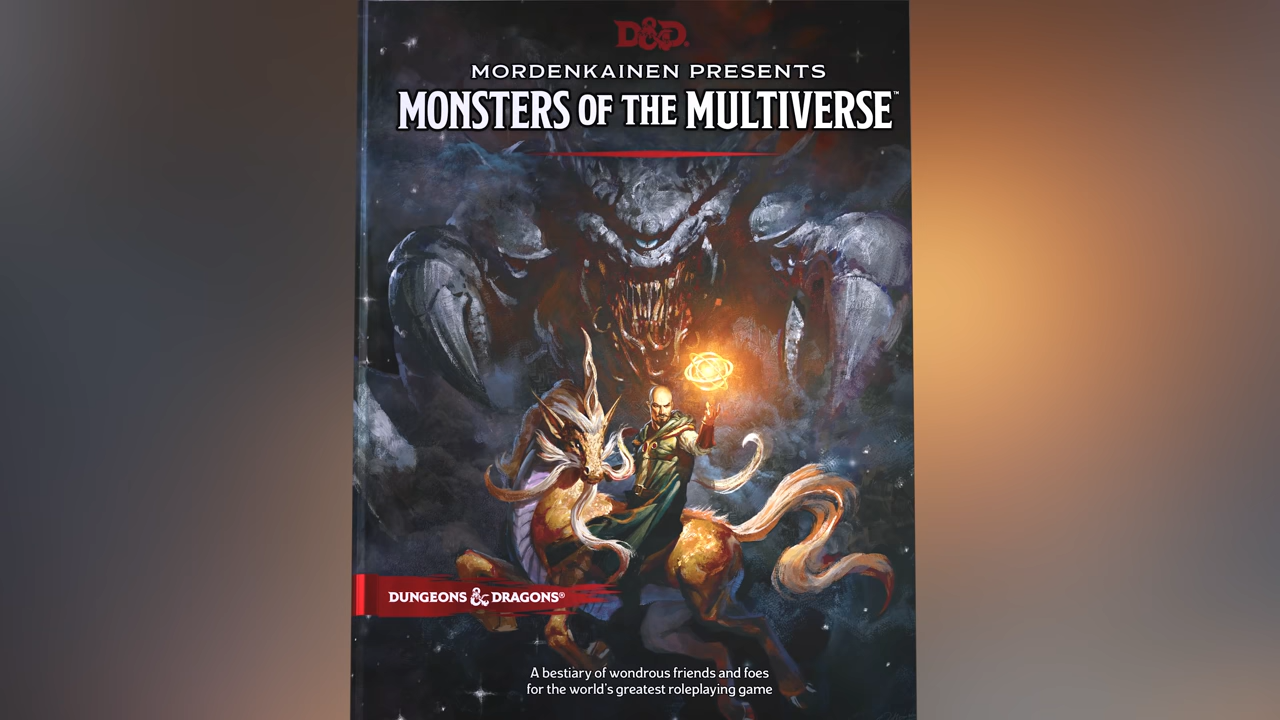 D&D®
MORDENKAINEN PRESENTS
MONSTERS OF THE MULTIVERSE™
DUNGEONS & DRAGONS®
A bestiary of wondrous friends and foes
for the world's greatest roleplaying game